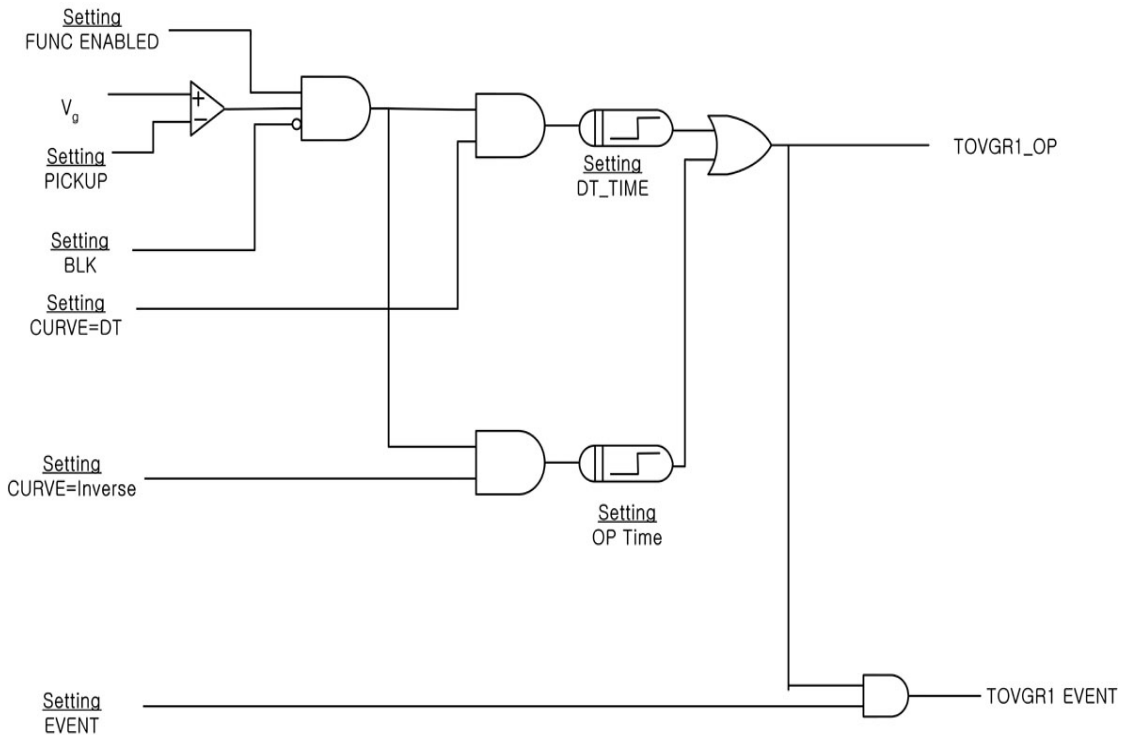 Setting
FUNC ENABLED
+
Vg
−
Setting
PICKUP
Setting
BLK
Setting
CURVE=DT
Setting
DT_TIME
TOVGR1_OP
Setting
CURVE=Inverse
Setting
OP Time
Setting
EVENT
TOVGR1 EVENT